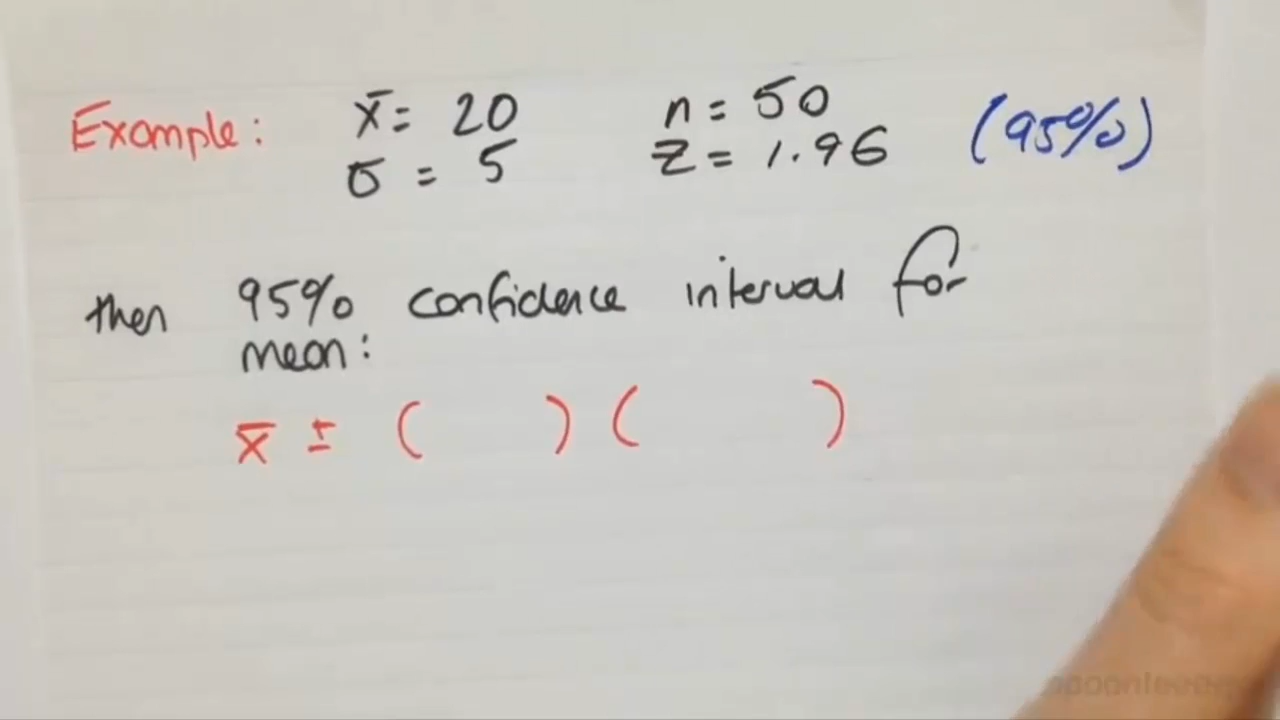 Example: x̄ = 20 n = 50 (95%)
σ = 5 z = 1.96
then 95% confidence interval for
mean:
x̄ ± ( ) ( )